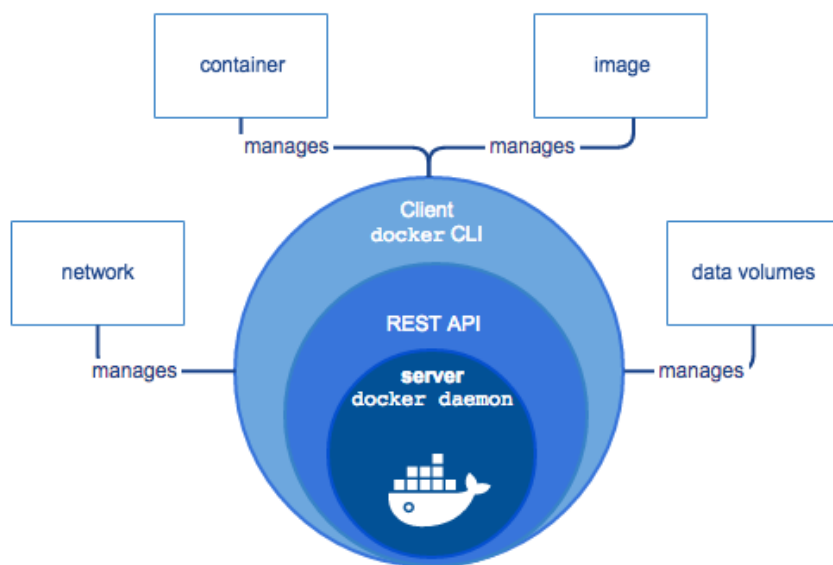 container
image
manages
manages
Client
docker CLI
network
data volumes
REST API
manages
server
manages
docker daemon